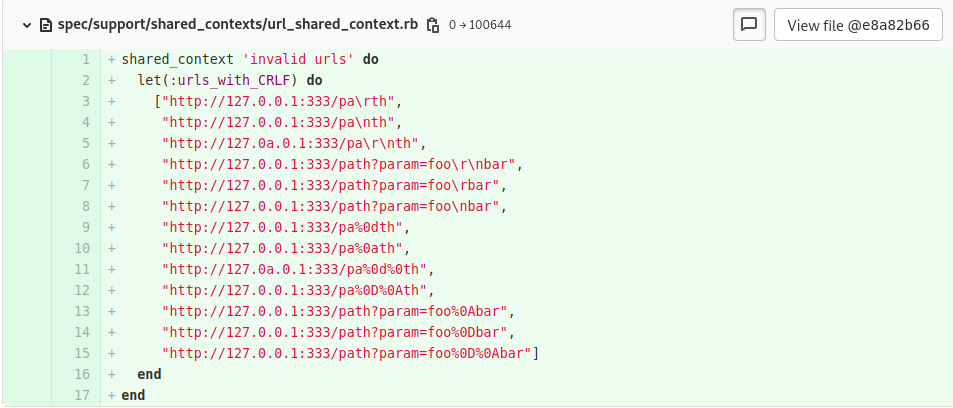 spec/support/shared_contexts/url_shared_context.rb 0 → 100644 View file @e8a82b66
1 + shared_context 'invalid urls' do
2 +   let(:urls_with_CRLF) do
3 +     ["http://127.0.0.1:333/pa\rth",
4 +      "http://127.0.0.1:333/pa\nth",
5 +      "http://127.0a.0.1:333/pa\r\nth",
6 +      "http://127.0.0.1:333/path?param=foo\r\nbar",
7 +      "http://127.0.0.1:333/path?param=foo\rbar",
8 +      "http://127.0.0.1:333/path?param=foo\nbar",
9 +      "http://127.0.0.1:333/pa%0dth",
10 +      "http://127.0.0.1:333/pa%0ath",
11 +      "http://127.0a.0.1:333/pa%0d%0th",
12 +      "http://127.0.0.1:333/pa%0D%0Ath",
13 +      "http://127.0.0.1:333/path?param=foo%0Abar",
14 +      "http://127.0.0.1:333/path?param=foo%0Dbar",
15 +      "http://127.0.0.1:333/path?param=foo%0D%0Abar"]
16 +   end
17 + end